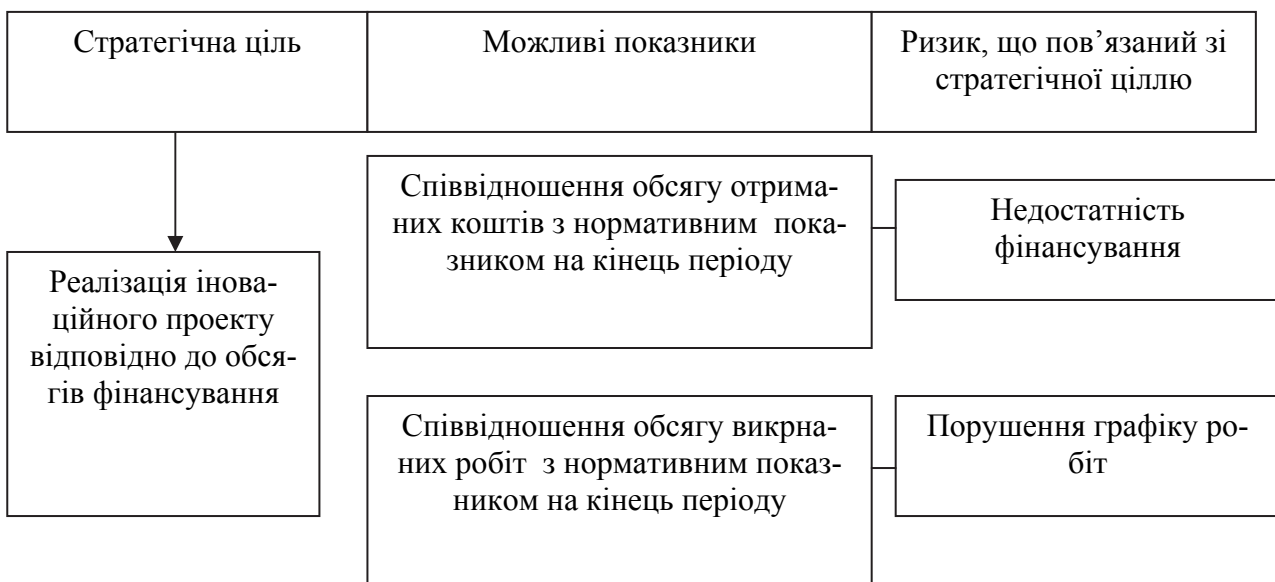 Стратегічна ціль
Можливі показники
Ризик, що пов’язаний зі
стратегічної ціллю
Співвідношення обсягу отрима-
них коштів з нормативним пока-
зником на кінець періоду
Недостатність
фінансування
Реалізація інова-
ційного проекту
відповідно до обся-
гів фінансування
Співвідношення обсягу викрна-
них робіт з нормативним показ-
ником на кінець періоду
Порушення графіку ро-
біт